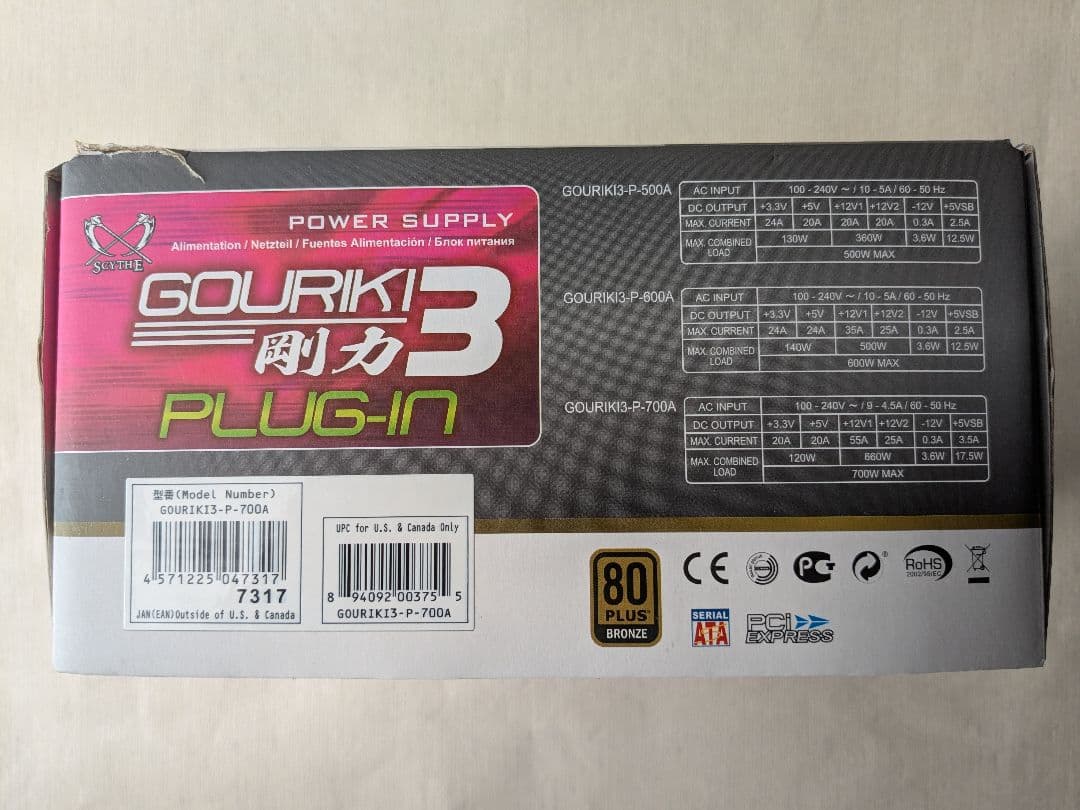 SCYTHE
POWER SUPPLY
Alimentation / Netzteil / Fuentes Alimentación / Блок питания
GOURIKI3
剛力
PLUG-IN
GOURIKI3-P-500A
AC INPUT 100 - 240V ~ / 10 - 5A / 60 - 50 Hz
DC OUTPUT +3.3V +5V +12V1 +12V2 -12V +5VSB
MAX. CURRENT 24A 20A 20A 20A 0.3A 2.5A
MAX. COMBINED LOAD 130W 360W 3.6W 12.5W
500W MAX
GOURIKI3-P-600A
AC INPUT 100 - 240V ~ / 10 - 5A / 60 - 50 Hz
DC OUTPUT +3.3V +5V +12V1 +12V2 -12V +5VSB
MAX. CURRENT 24A 24A 35A 25A 0.3A 2.5A
MAX. COMBINED LOAD 140W 500W 3.6W 12.5W
600W MAX
GOURIKI3-P-700A
AC INPUT 100 - 240V ~ / 9 - 4.5A / 60 - 50 Hz
DC OUTPUT +3.3V +5V +12V1 +12V2 -12V +5VSB
MAX. CURRENT 20A 20A 55A 25A 0.3A 3.5A
MAX. COMBINED LOAD 120W 660W 3.6W 17.5W
700W MAX
型番(Model Number)
GOURIKI3-P-700A
4 571225 047317
7317
JAN(EAN)Outside of U.S. & Canada
UPC for U.S. & Canada Only
8 94092 00375 5
GOURIKI3-P-700A
80
PLUS
BRONZE
CE
RoHS
2002/95/EC
SERIAL
ATA
PCI
EXPRESS